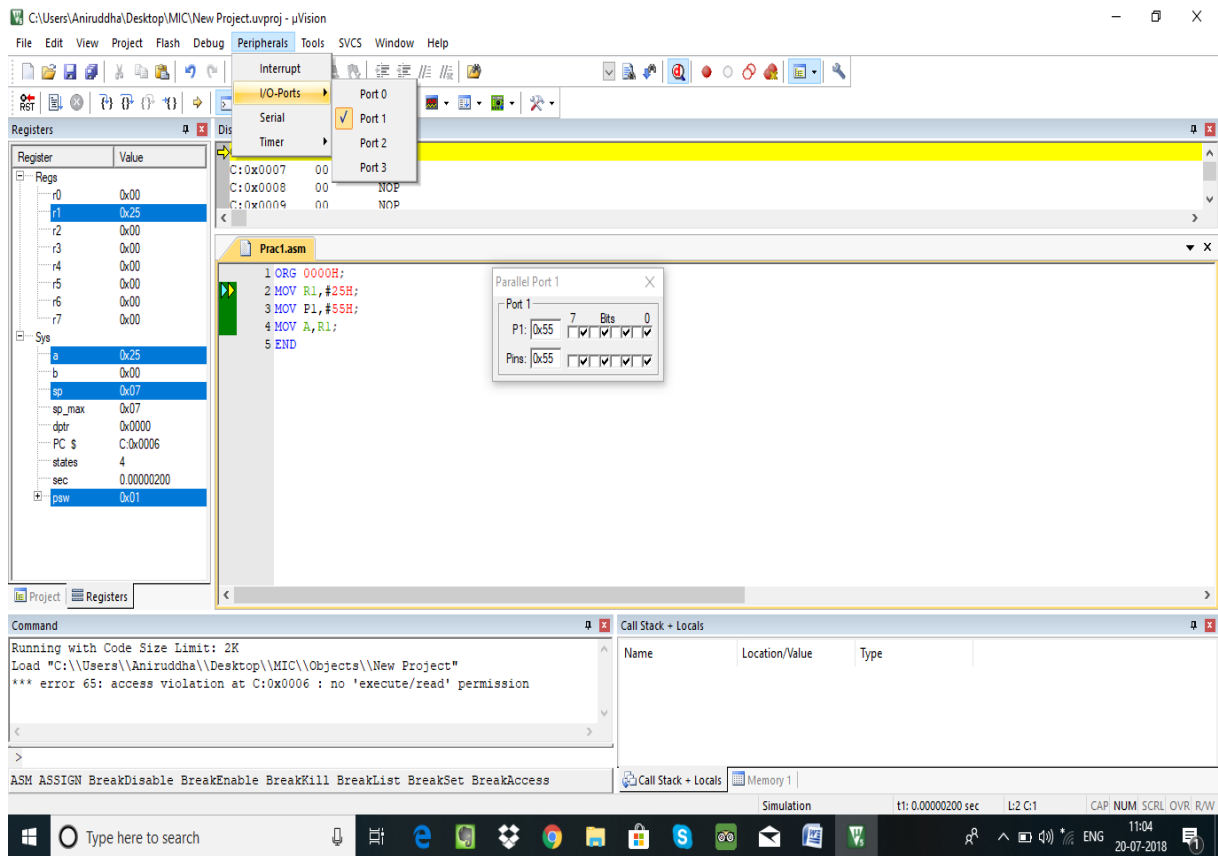 C:\Users\Aniruddha\Desktop\MIC\New Project.uvproj - µVision
File Edit View Project Flash Debug Peripherals Tools SVCS Window Help
Interrupt
I/O-Ports
Serial
Timer
Port 0
Port 1
Port 2
Port 3
RST
Registers
Dis
Register Value
Regs
r0 0x00
r1 0x25
r2 0x00
r3 0x00
r4 0x00
r5 0x00
r6 0x00
r7 0x00
Sys
a 0x25
b 0x00
sp 0x07
sp_max 0x07
dptr 0x0000
PC $ C:0x0006
states 4
sec 0.00000200
psw 0x01
Project Registers
C:0x0007 00
C:0x0008 00 NOP
C:0x0009 00 NOP
Prac1.asm
1 ORG 0000H;
2 MOV R1,#25H;
3 MOV P1,#55H;
4 MOV A,R1;
5 END
Parallel Port 1
Port 1
7 Bits 0
P1: 0x55
Pins: 0x55
Command
Running with Code Size Limit: 2K
Load "C:\\Users\\Aniruddha\\Desktop\\MIC\\Objects\\New Project"
*** error 65: access violation at C:0x0006 : no 'execute/read' permission
>
ASM ASSIGN BreakDisable BreakEnable BreakKill BreakList BreakSet BreakAccess
Call Stack + Locals
Name Location/Value Type
Call Stack + Locals Memory 1
Simulation t1: 0.00000200 sec L:2 C:1 CAP NUM SCRL OVR R/W
Type here to search
ENG
11:04
20-07-2018
1